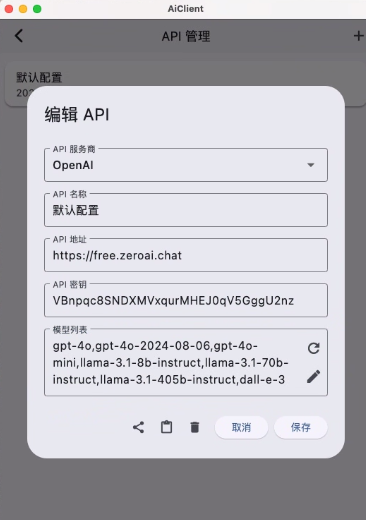 AiClient
API 管理
默认配置
202
编辑 API
API 服务商
OpenAI
API 名称
默认配置
API 地址
https://free.zeroai.chat
API 密钥
VBnpqc8SNDXMVxqurMHEJ0qV5GggU2nz
模型列表
gpt-4o,gpt-4o-2024-08-06,gpt-4o-
mini,llama-3.1-8b-instruct,llama-3.1-70b-
instruct,llama-3.1-405b-instruct,dall-e-3
取消
保存